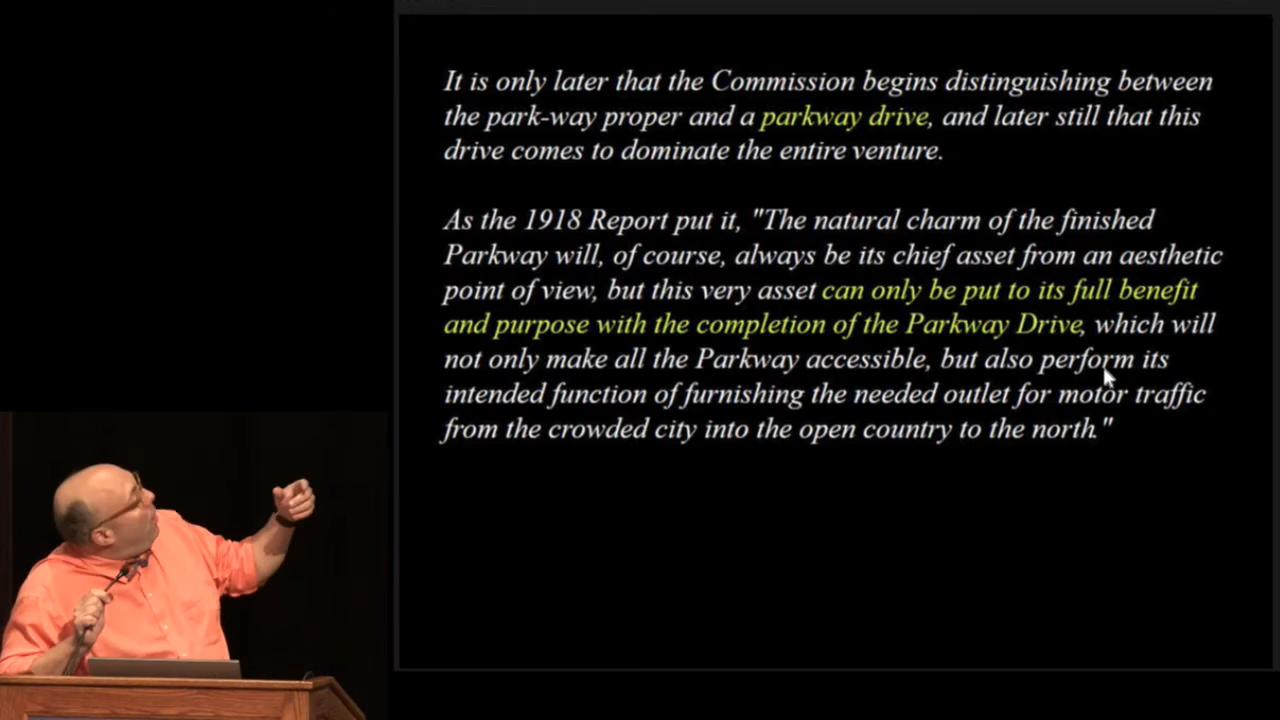 It is only later that the Commission begins distinguishing between
the park-way proper and a parkway drive, and later still that this
drive comes to dominate the entire venture.
As the 1918 Report put it, "The natural charm of the finished
Parkway will, of course, always be its chief asset from an aesthetic
point of view, but this very asset can only be put to its full benefit
and purpose with the completion of the Parkway Drive, which will
not only make all the Parkway accessible, but also perform its
intended function of furnishing the needed outlet for motor traffic
from the crowded city into the open country to the north."